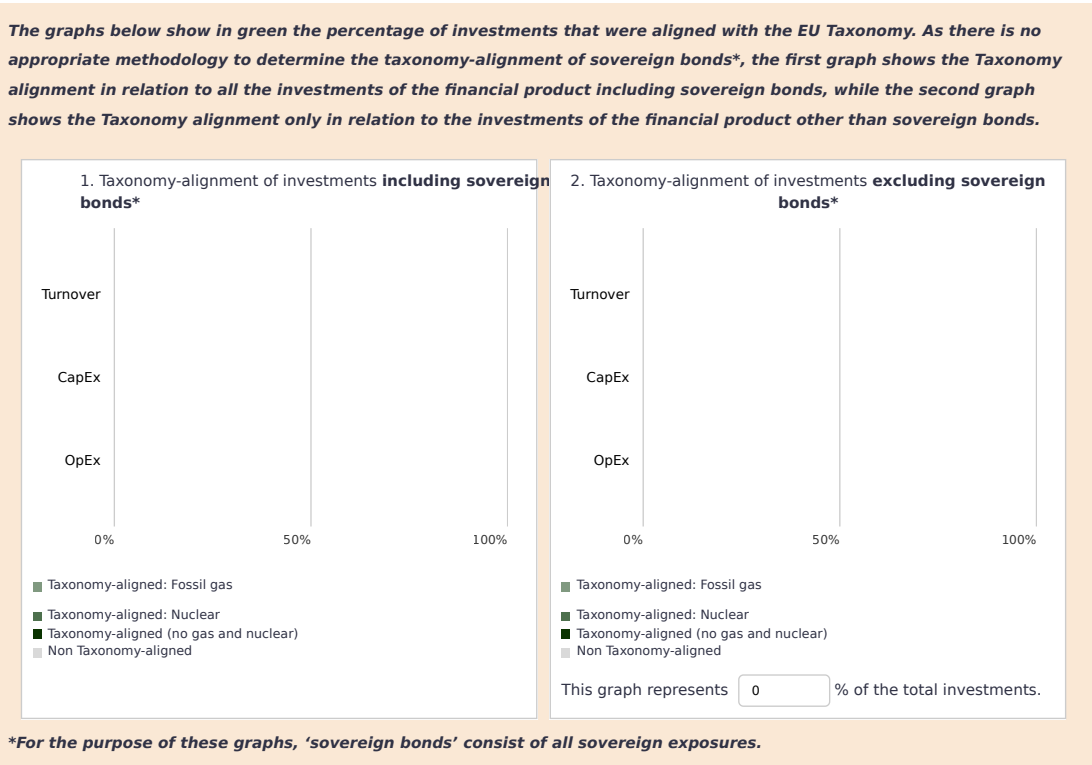 The graphs below show in green the percentage of investments that were aligned with the EU Taxonomy. As there is no
appropriate methodology to determine the taxonomy-alignment of sovereign bonds*, the first graph shows the Taxonomy
alignment in relation to all the investments of the financial product including sovereign bonds, while the second graph
shows the Taxonomy alignment only in relation to the investments of the financial product other than sovereign bonds.
1. Taxonomy-alignment of investments including sovereign
bonds*
Turnover
CapEx
OpEx
0% 50% 100%
Taxonomy-aligned: Fossil gas
Taxonomy-aligned: Nuclear
Taxonomy-aligned (no gas and nuclear)
Non Taxonomy-aligned
2. Taxonomy-alignment of investments excluding sovereign
bonds*
Turnover
CapEx
OpEx
0% 50% 100%
Taxonomy-aligned: Fossil gas
Taxonomy-aligned: Nuclear
Taxonomy-aligned (no gas and nuclear)
Non Taxonomy-aligned
This graph represents 0 % of the total investments.
*For the purpose of these graphs, ‘sovereign bonds’ consist of all sovereign exposures.